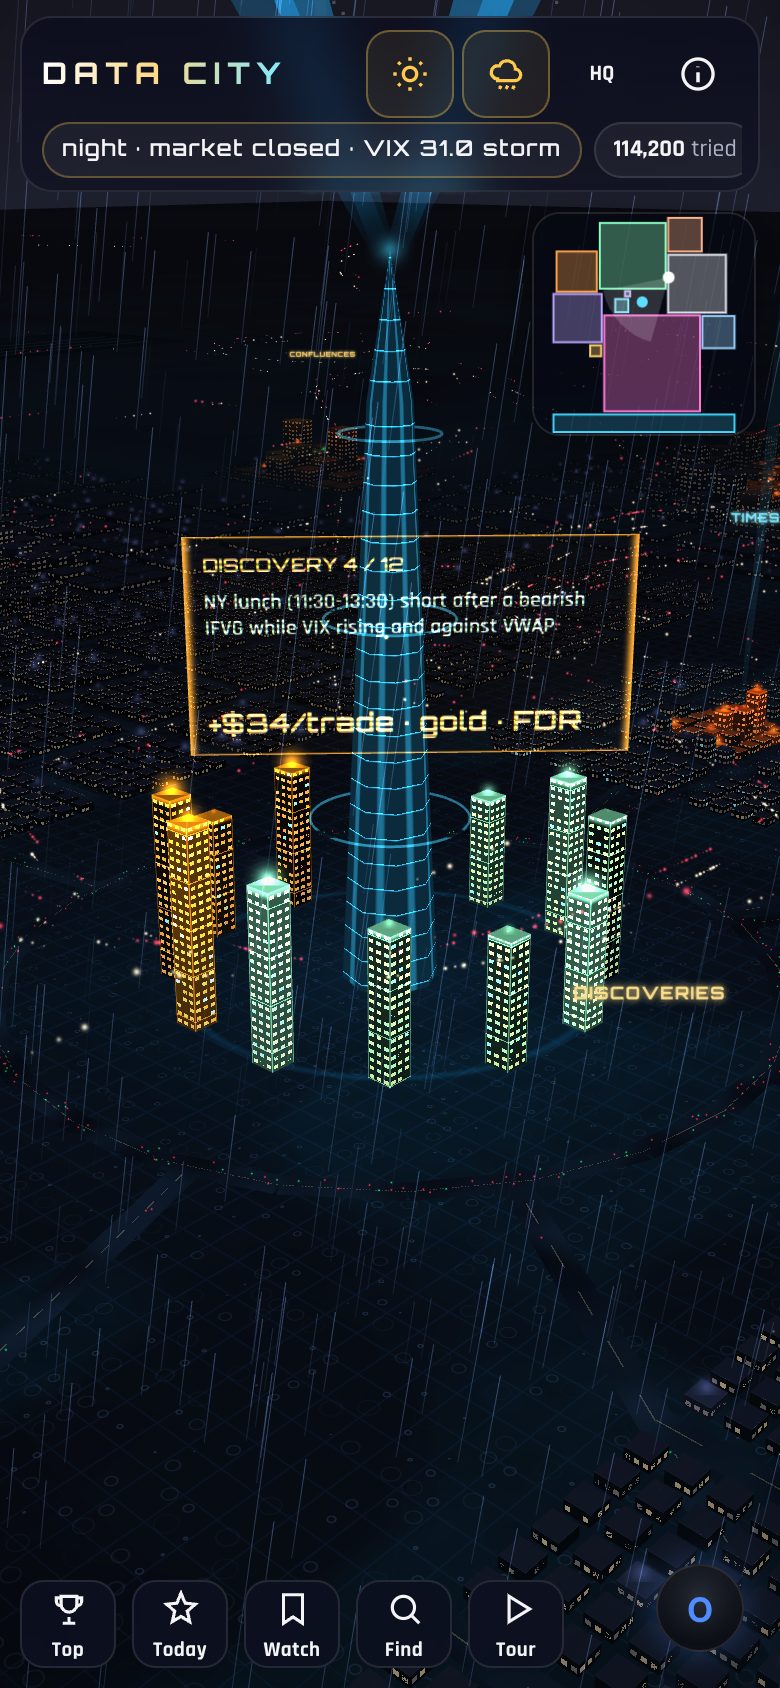 DATA CITY
HQ
night · market closed · VIX 31.0 storm
114,200 tried
CONFLUENCES
TIMES
DISCOVERY 4 / 12
NY lunch (11:30-13:30) short after a bearish
IFVG while VIX rising and against VWAP
+$34/trade · gold · FDR
DISCOVERIES
Top
Today
Watch
Find
Tour
O